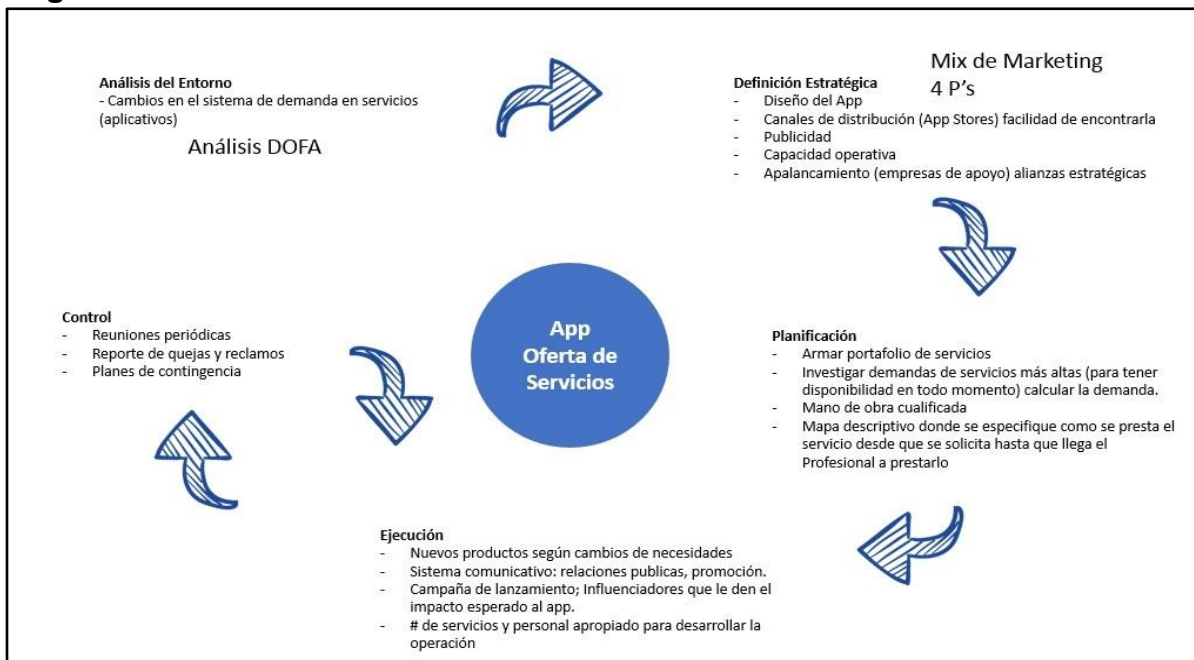 Análisis del Entorno
- Cambios en el sistema de demanda en servicios
(aplicativos)
Análisis DOFA
Mix de Marketing
4 P's
Definición Estratégica
- Diseño del App
- Canales de distribución (App Stores) facilidad de encontrarla
- Publicidad
- Capacidad operativa
- Apalancamiento (empresas de apoyo) alianzas estratégicas
App
Oferta de
Servicios
Planificación
- Armar portafolio de servicios
- Investigar demandas de servicios más altas (para tener
disponibilidad en todo momento) calcular la demanda.
- Mano de obra cualificada
- Mapa descriptivo donde se especifique como se presta el
servicio desde que se solicita hasta que llega el
Profesional a prestarlo
Ejecución
- Nuevos productos según cambios de necesidades
- Sistema comunicativo: relaciones publicas, promoción.
- Campaña de lanzamiento; Influenciadores que le den el
impacto esperado al app.
- # de servicios y personal apropiado para desarrollar la
operación
Control
- Reuniones periódicas
- Reporte de quejas y reclamos
- Planes de contingencia